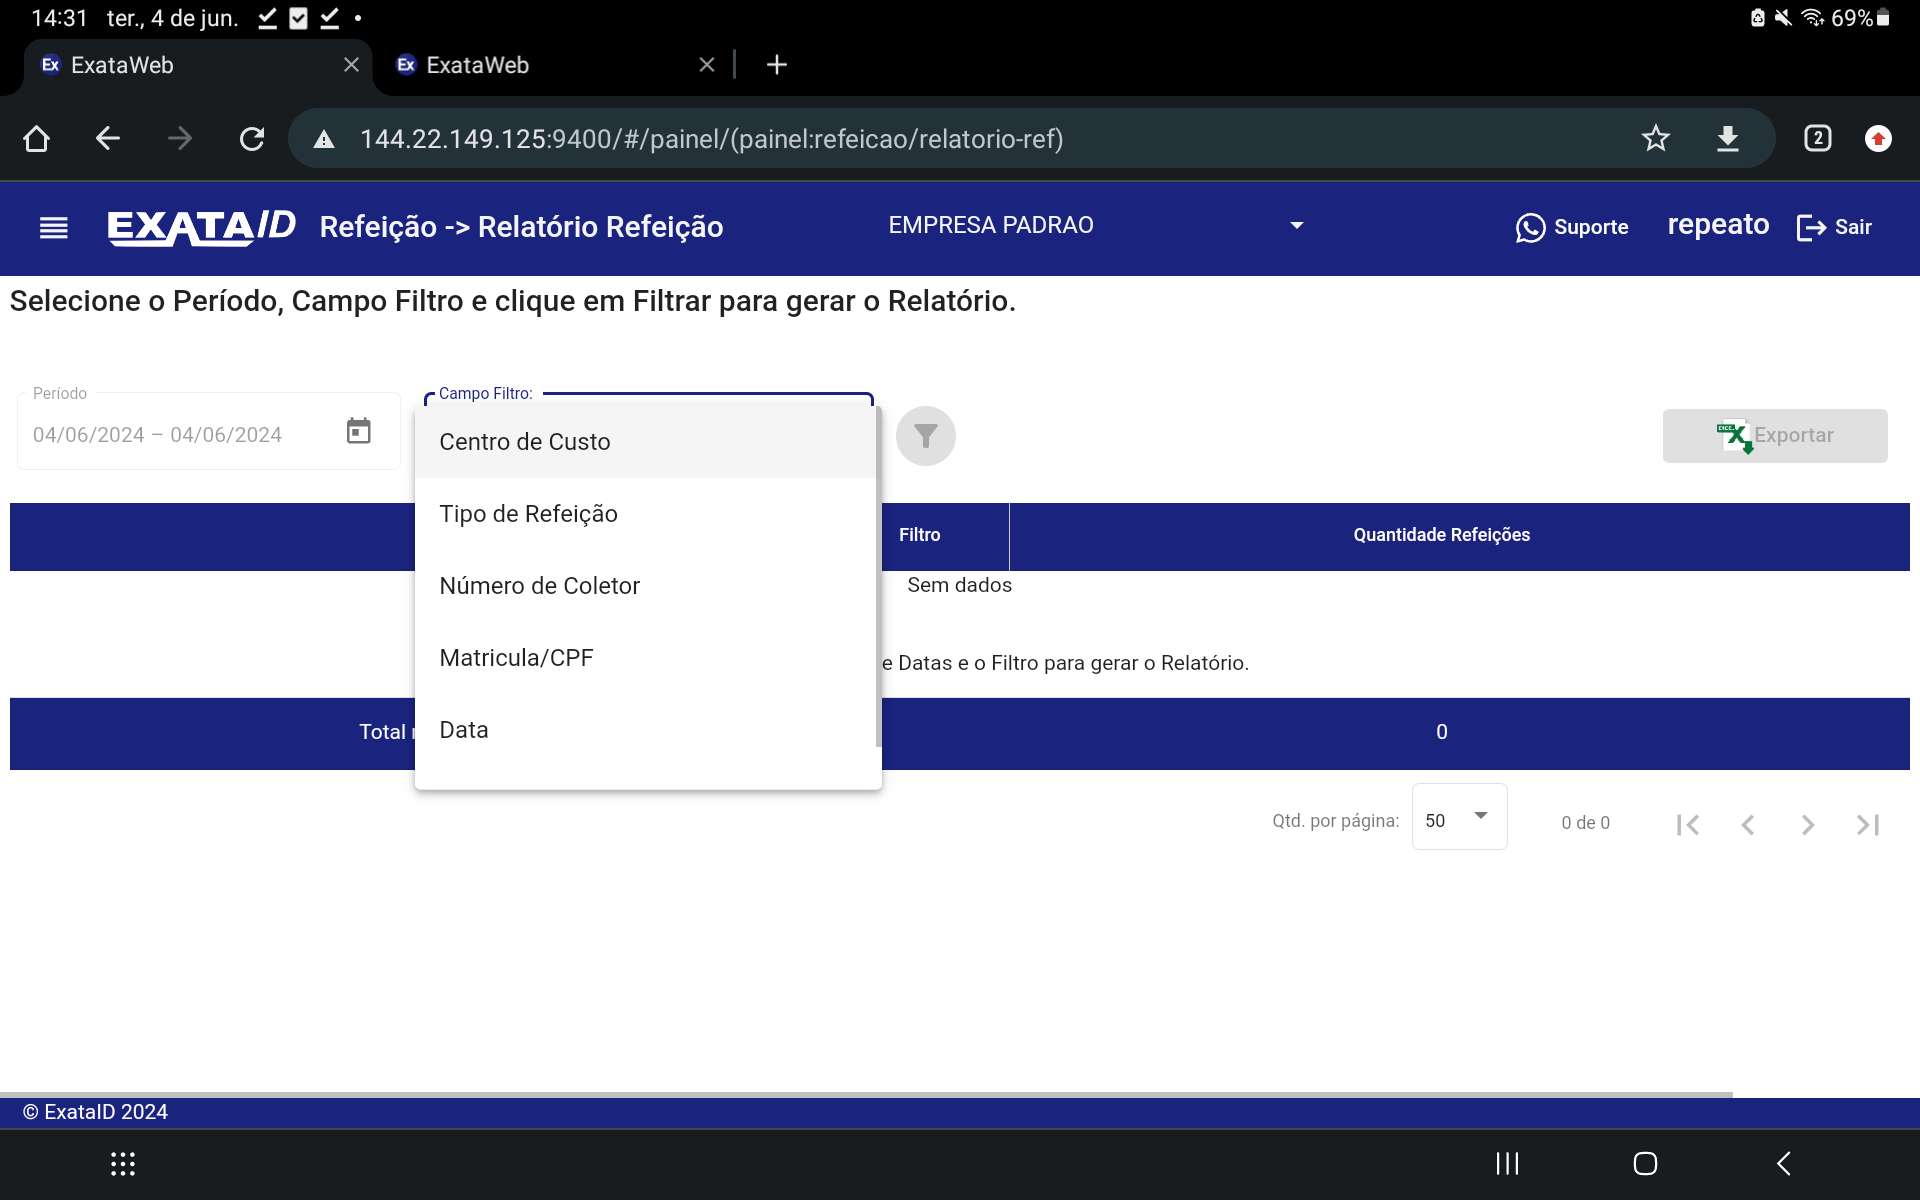 14:31 ter., 4 de jun. 69%
Ex ExataWeb Ex ExataWeb
144.22.149.125:9400/#/painel/(painel:refeicao/relatorio-ref) 2
EXATAID Refeição -> Relatório Refeição EMPRESA PADRAO Suporte repeato Sair
Selecione o Período, Campo Filtro e clique em Filtrar para gerar o Relatório.
Período Campo Filtro:
04/06/2024 – 04/06/2024 Exportar
Centro de Custo
Tipo de Refeição
Filtro Quantidade Refeições
Número de Coletor Sem dados
Matricula/CPF e Datas e o Filtro para gerar o Relatório.
Total Data 0
Qtd. por página: 50 0 de 0
© ExataID 2024